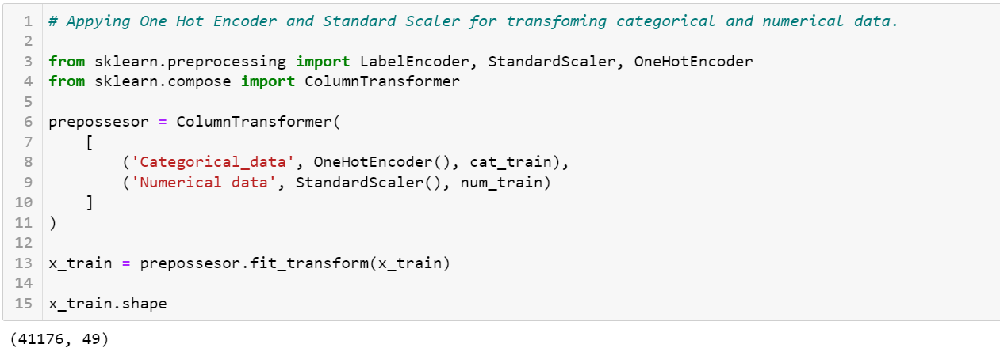 1 # Appying One Hot Encoder and Standard Scaler for transfoming categorical and numerical data.
2
3 from sklearn.preprocessing import LabelEncoder, StandardScaler, OneHotEncoder
4 from sklearn.compose import ColumnTransformer
5
6 prepossesor = ColumnTransformer(
7     [
8         ('Categorical_data', OneHotEncoder(), cat_train),
9         ('Numerical data', StandardScaler(), num_train)
10     ]
11 )
12
13 x_train = prepossesor.fit_transform(x_train)
14
15 x_train.shape
(41176, 49)